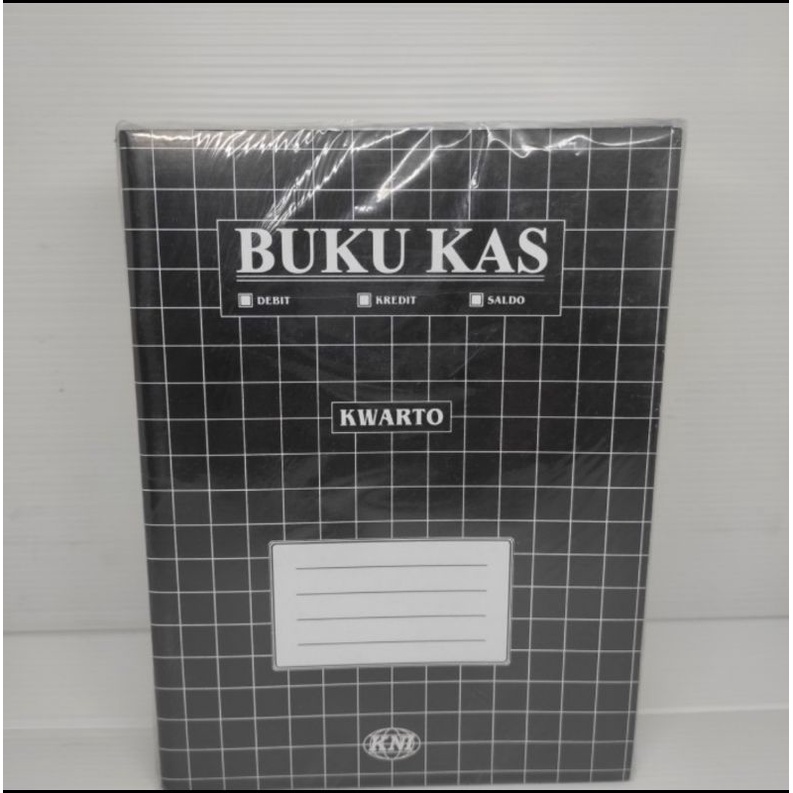 BUKU KAS
DEBIT KREDIT SALDO
KWARTO
KNI